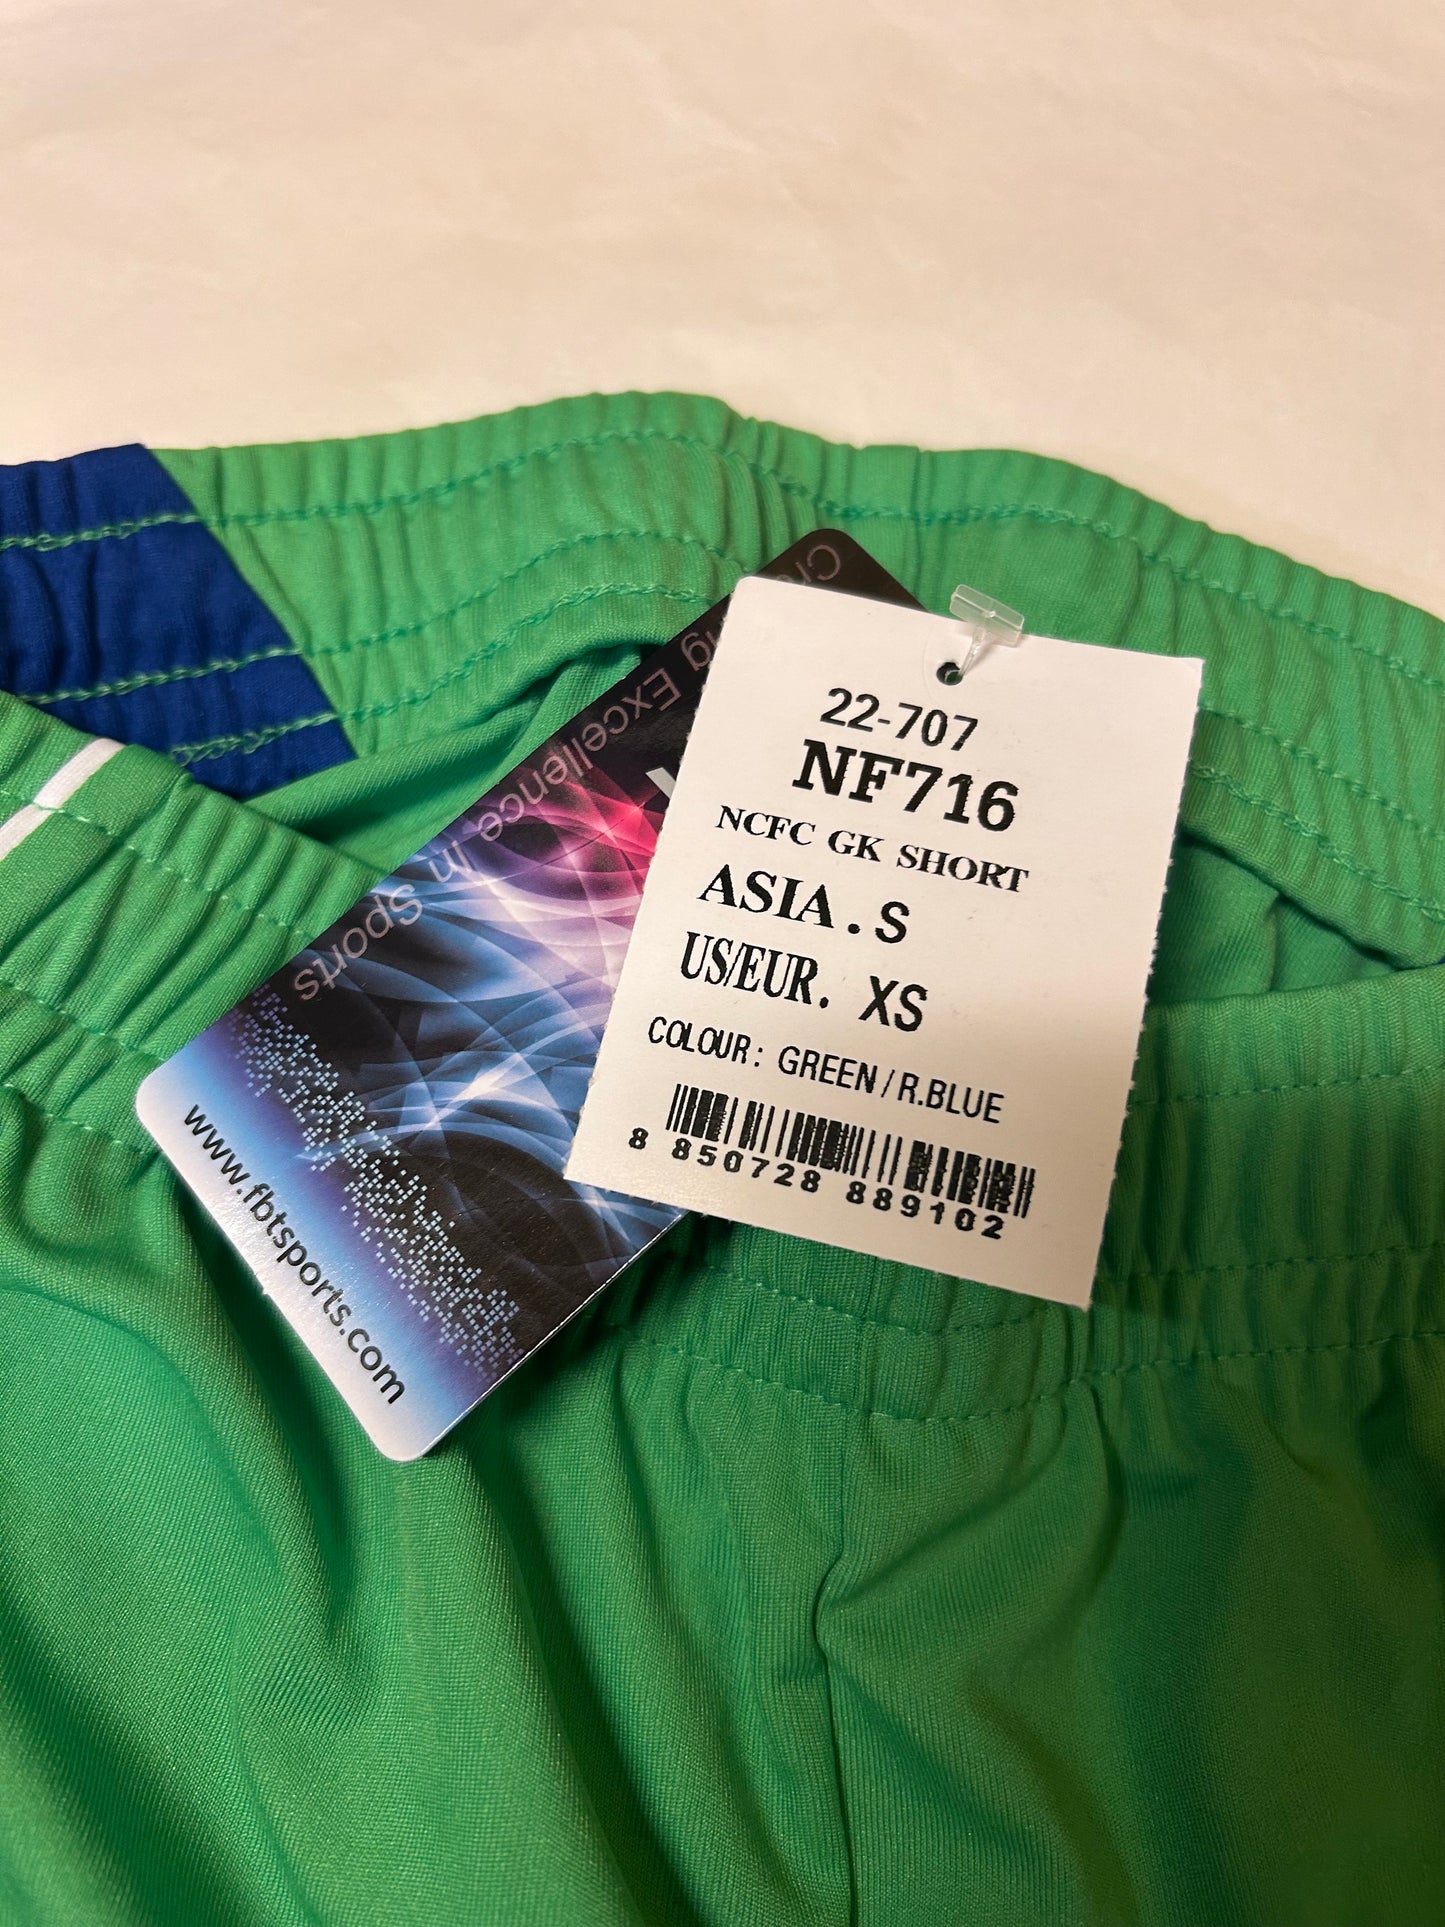 22-707
NF716
NCFC GK SHORT
ASIA . S
US/EUR. XS
COLOUR: GREEN/R.BLUE
8 850728 889102
Excellence in Sports
www.fbtsports.com